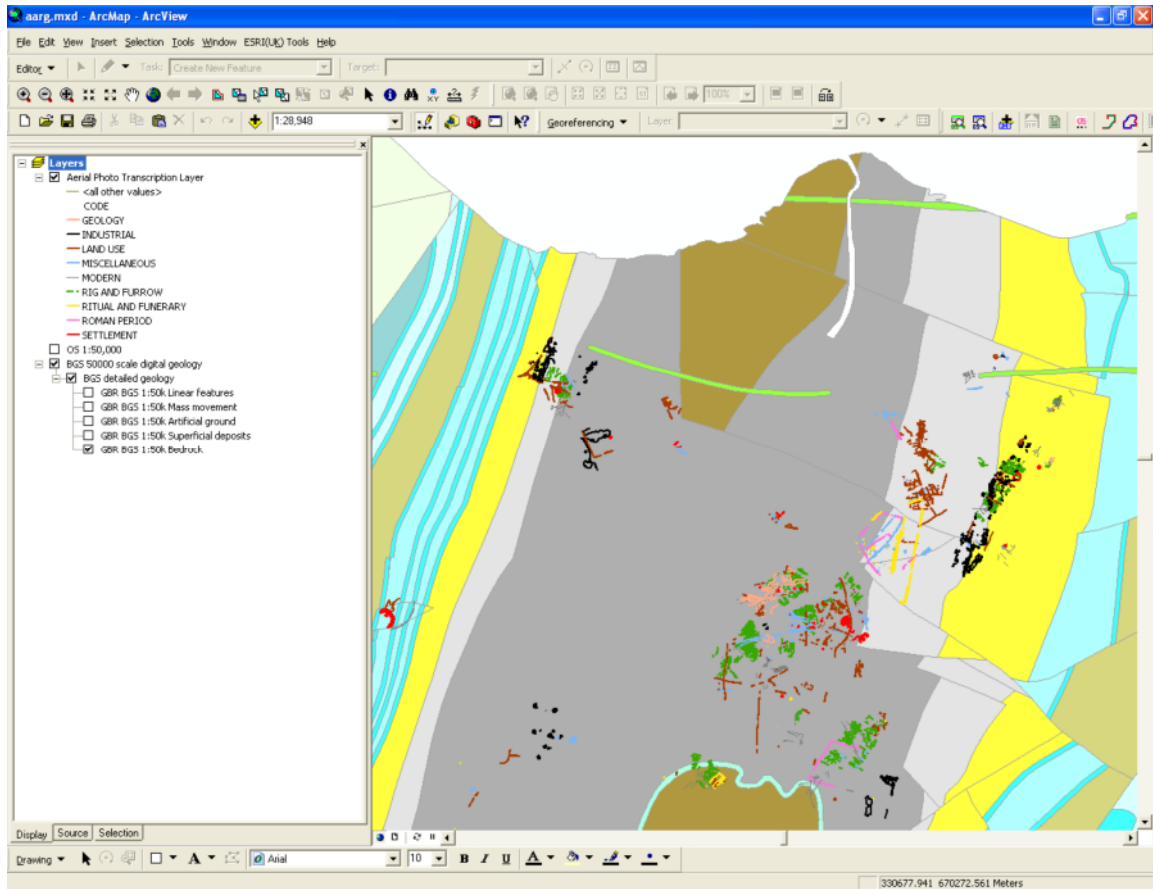 aarg.mxd - ArcMap - ArcView
File Edit View Insert Selection Tools Window ESRI(UK) Tools Help
Editor Task: Create New Feature Target:
100%
1:28,948 Georeferencing Layer:
Layers
Aerial Photo Transcription Layer
<all other values>
CODE
GEOLOGY
INDUSTRIAL
LAND USE
MISCELLANEOUS
MODERN
RIG AND FURROW
RITUAL AND FUNERARY
ROMAN PERIOD
SETTLEMENT
OS 1:50,000
BGS 50000 scale digital geology
BGS detailed geology
GBR BGS 1:50k Linear features
GBR BGS 1:50k Mass movement
GBR BGS 1:50k Artificial ground
GBR BGS 1:50k Superficial deposits
GBR BGS 1:50k Bedrock
Display Source Selection
Drawing A Arial 10 B I U A
330677.941 670272.561 Meters